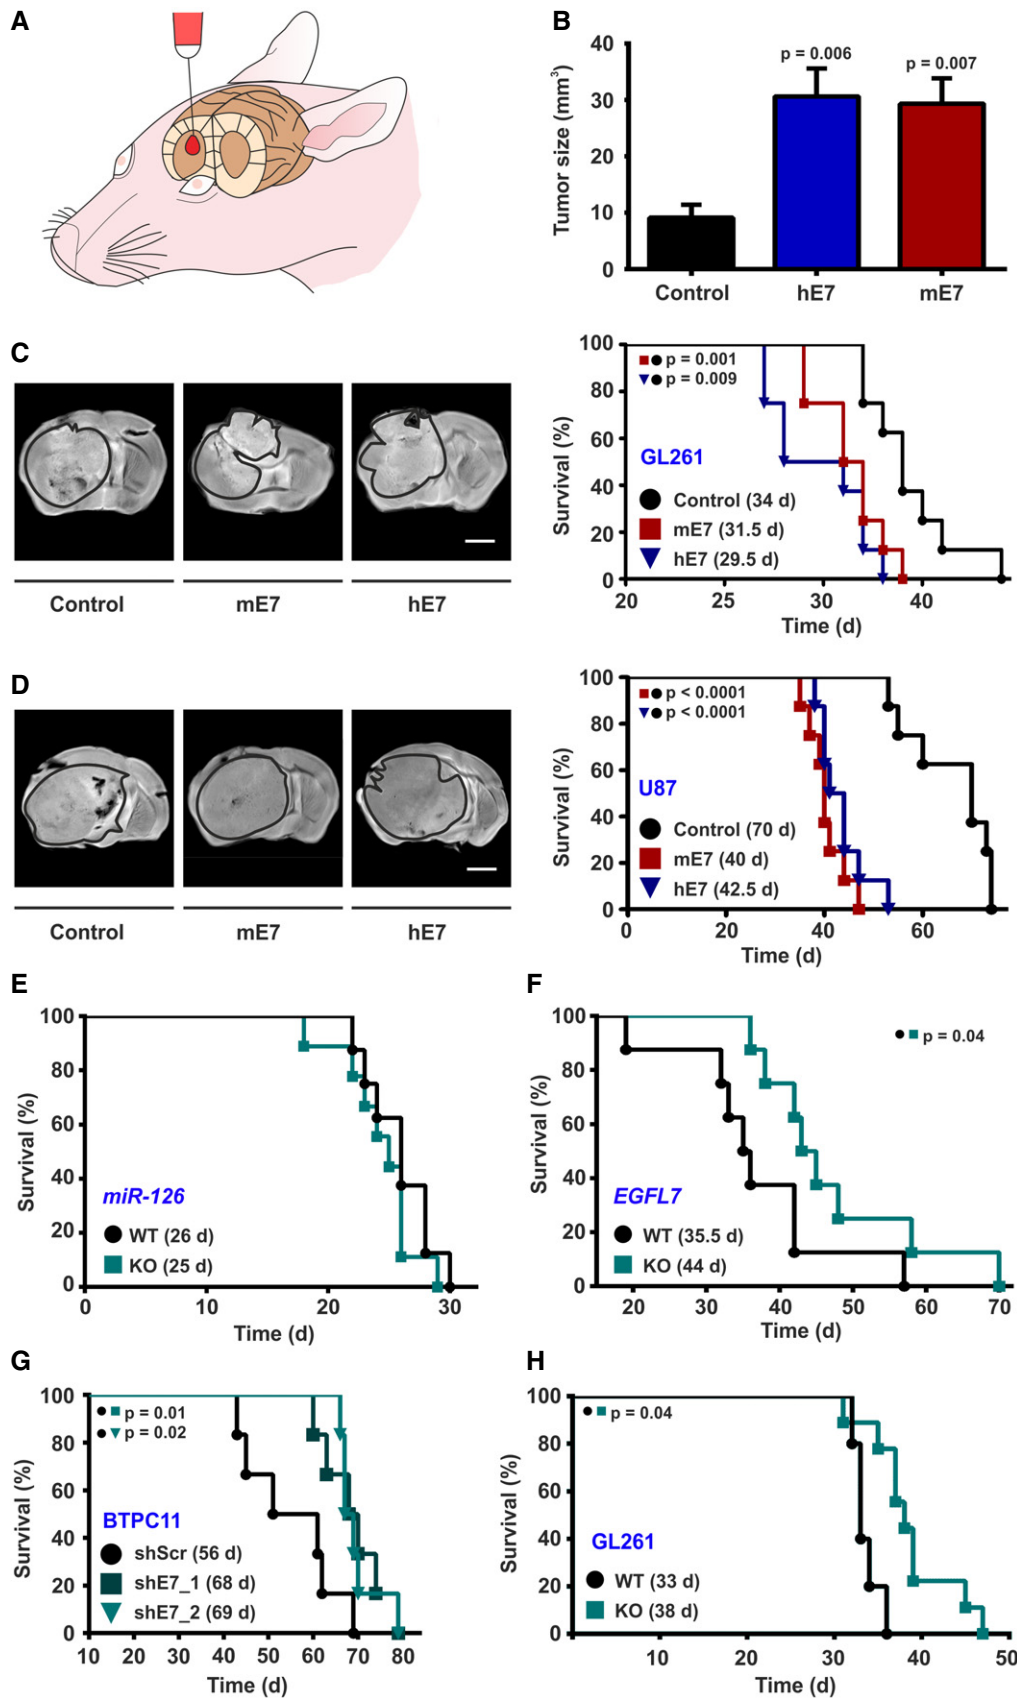 A
B
40
30
20
10
0
Tumor size (mm³)
p = 0.006
p = 0.007
Control
hE7
mE7
C
Control
mE7
hE7
100
80
60
40
20
0
Survival (%)
p = 0.001
p = 0.009
GL261
Control (34 d)
mE7 (31.5 d)
hE7 (29.5 d)
20 25 30 40
Time (d)
D
Control
mE7
hE7
100
80
60
40
20
0
Survival (%)
p < 0.0001
p < 0.0001
U87
Control (70 d)
mE7 (40 d)
hE7 (42.5 d)
0 20 40 60
Time (d)
E
100
80
60
40
20
0
Survival (%)
miR-126
WT (26 d)
KO (25 d)
0 10 20 30
Time (d)
F
100
80
60
40
20
0
Survival (%)
p = 0.04
EGFL7
WT (35.5 d)
KO (44 d)
20 30 40 50 60 70
Time (d)
G
100
80
60
40
20
0
Survival (%)
p = 0.01
p = 0.02
BTPC11
shScr (56 d)
shE7_1 (68 d)
shE7_2 (69 d)
10 20 30 40 50 60 70 80
Time (d)
H
100
80
60
40
20
0
Survival (%)
p = 0.04
GL261
WT (33 d)
KO (38 d)
10 20 30 40 50
Time (d)